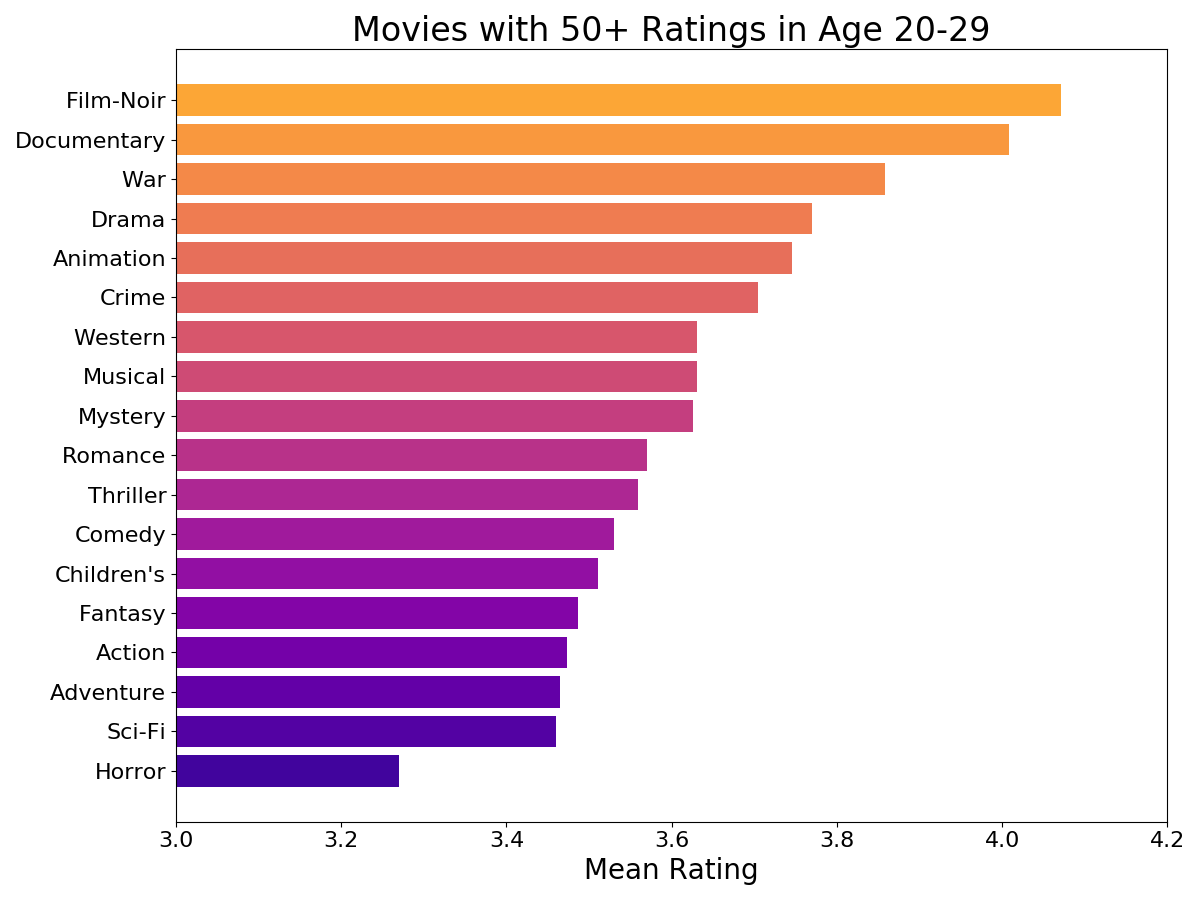 Movies with 50+ Ratings in Age 20-29
Film-Noir
Documentary
War
Drama
Animation
Crime
Western
Musical
Mystery
Romance
Thriller
Comedy
Children's
Fantasy
Action
Adventure
Sci-Fi
Horror
3.0 3.2 3.4 3.6 3.8 4.0 4.2
Mean Rating